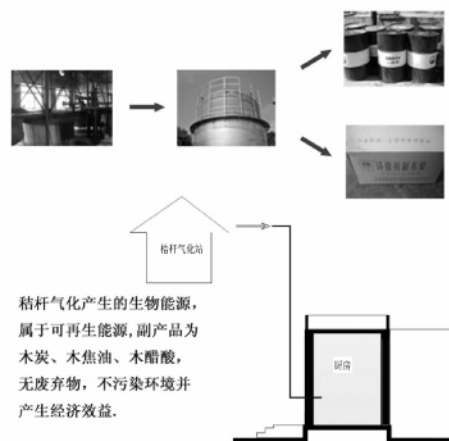 秸秆气化站
秸秆气化产生的生物能源，
属于可再生能源,副产品为
木炭、木焦油、木醋酸，
无废弃物，不污染环境并
产生经济效益.
厨房